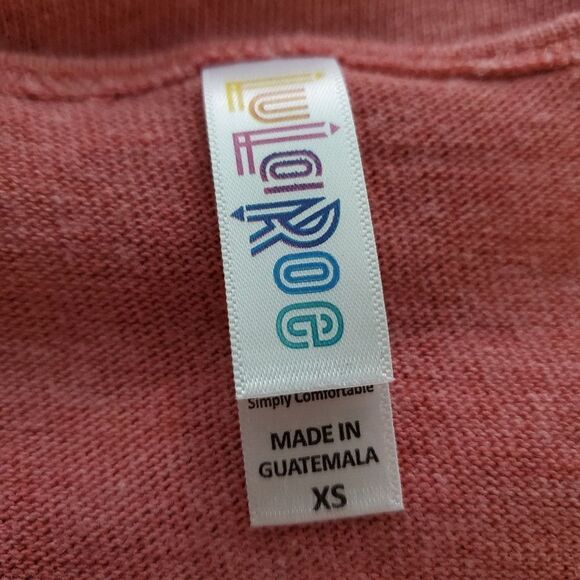 LuLaRoe
Simply Comfortable
MADE IN
GUATEMALA
XS